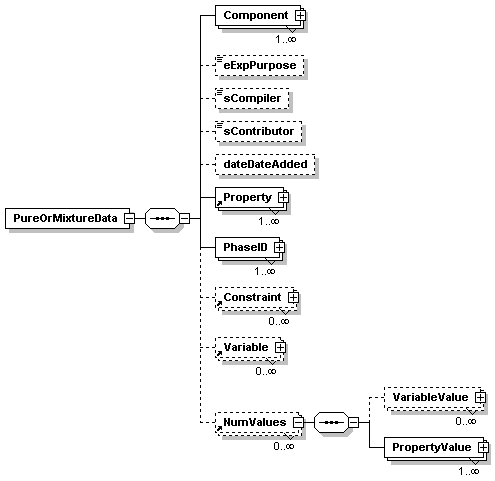 Component
1..∞
eExpPurpose
sCompiler
sContributor
dateDateAdded
Property
1..∞
PureOrMixtureData
PhaseID
1..∞
Constraint
0..∞
Variable
0..∞
NumValues
0..∞
VariableValue
0..∞
PropertyValue
1..∞